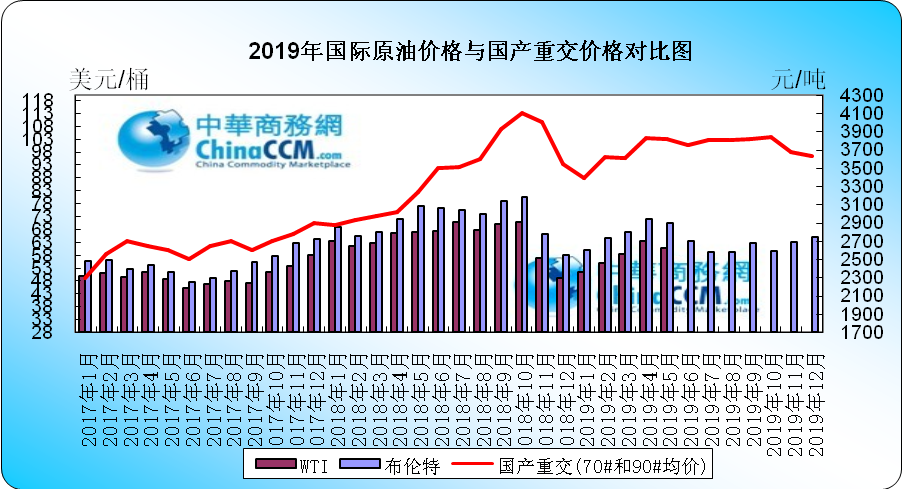 2019年国际原油价格与国产重交价格对比图
美元/桶
元/吨
118
113
108
103
98
93
88
83
78
73
68
63
58
53
48
43
38
33
28
中華商務網
ChinaCCM.com
China Commodity Marketplace
中華商務網
ChinaCCM.com
4300
4100
3900
3700
3500
3300
3100
2900
2700
2500
2300
2100
1900
1700
2017年1月
2017年2月
2017年3月
2017年4月
2017年5月
2017年6月
2017年7月
2017年8月
2017年9月
017年10月
017年11月
017年12月
2018年1月
2018年2月
2018年3月
2018年4月
2018年5月
2018年6月
2018年7月
2018年8月
2018年9月
018年10月
018年11月
018年12月
2019年1月
2019年2月
2019年3月
2019年4月
2019年5月
2019年6月
2019年7月
2019年8月
2019年9月
2019年10月
2019年11月
2019年12月
WTI 布伦特 国产重交(70#和90#均价)